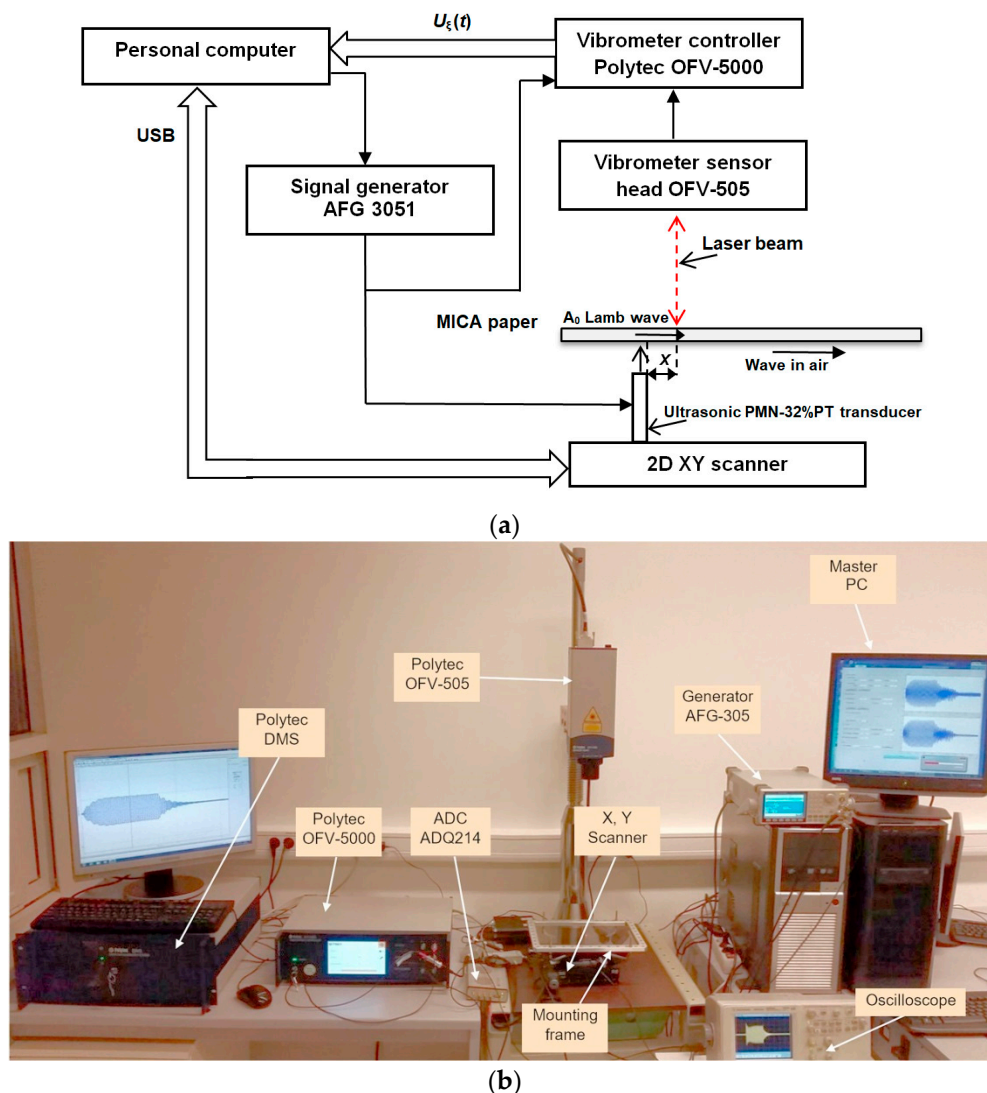 Uξ(t)
Personal computer
Vibrometer controller
Polytec OFV-5000
USB
Signal generator
AFG 3051
Vibrometer sensor
head OFV-505
Laser beam
MICA paper
A₀ Lamb wave
X
Wave in air
Ultrasonic PMN-32%PT transducer
2D XY scanner
(a)
Master
PC
Polytec
OFV-505
Generator
AFG-305
Polytec
DMS
Polytec
OFV-5000
ADC
ADQ214
X, Y
Scanner
Mounting
frame
Oscilloscope
(b)